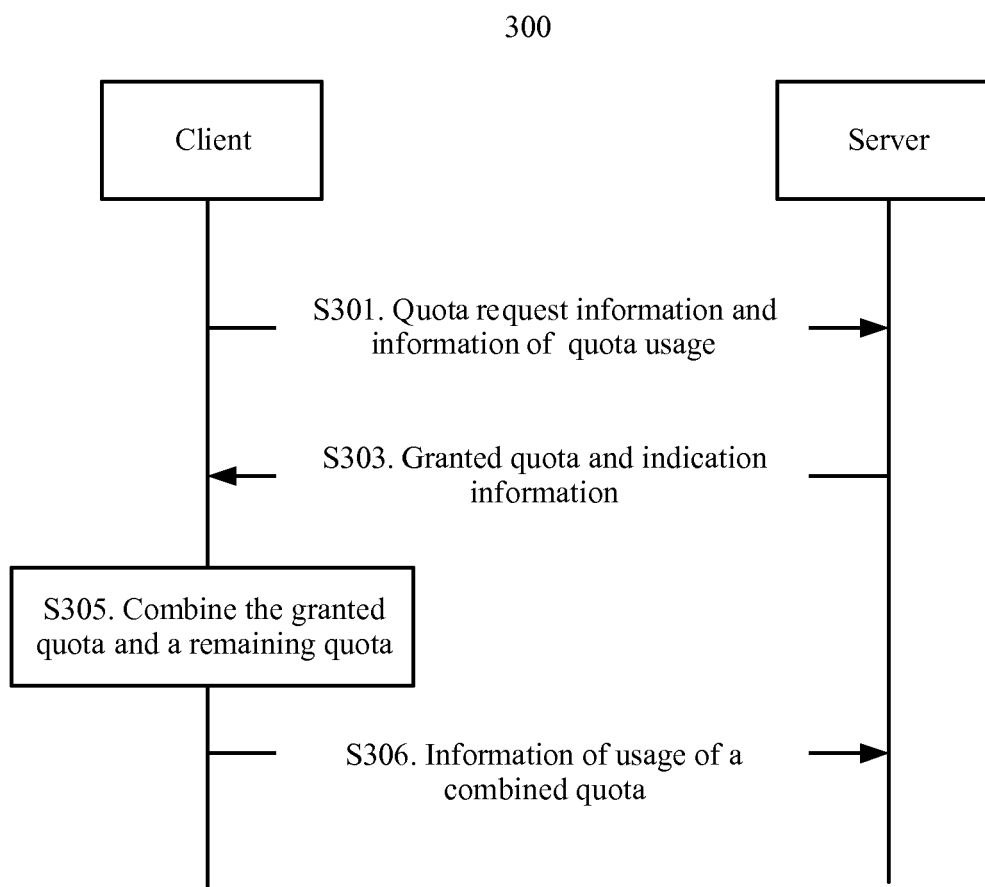 300
Client
Server
S301. Quota request information and
information of quota usage
S303. Granted quota and indication
information
S305. Combine the granted
quota and a remaining quota
S306. Information of usage of a
combined quota